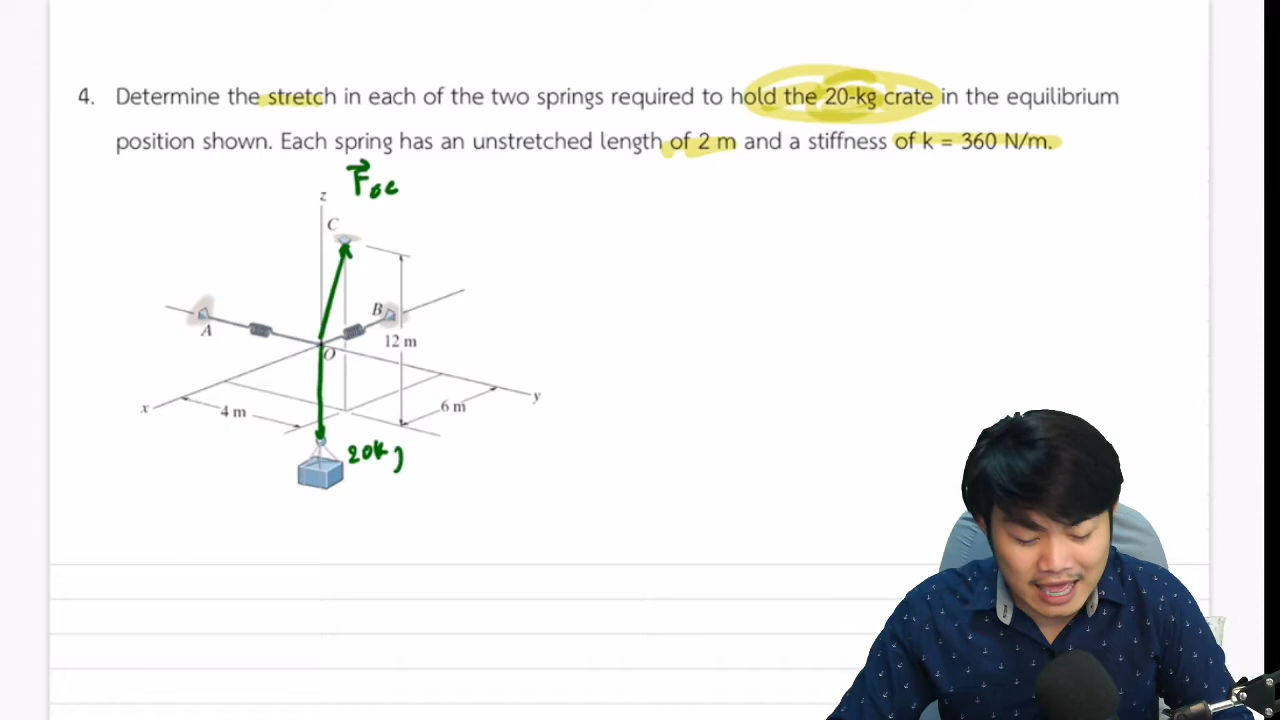 4. Determine the stretch in each of the two springs required to hold the 20-kg crate in the equilibrium
position shown. Each spring has an unstretched length of 2 m and a stiffness of k = 360 N/m.
F⃗oc
z
C
B
A
O
12 m
x
4 m
6 m
y
20kg